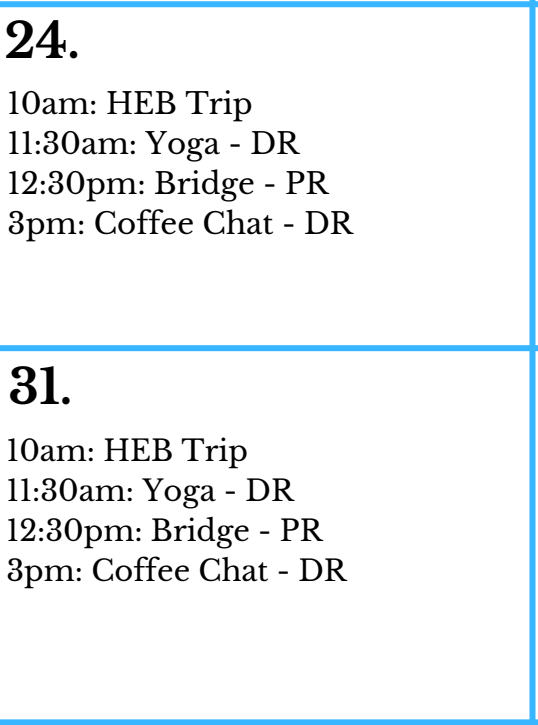 24.
10am: HEB Trip
11:30am: Yoga - DR
12:30pm: Bridge - PR
3pm: Coffee Chat - DR
31.
10am: HEB Trip
11:30am: Yoga - DR
12:30pm: Bridge - PR
3pm: Coffee Chat - DR